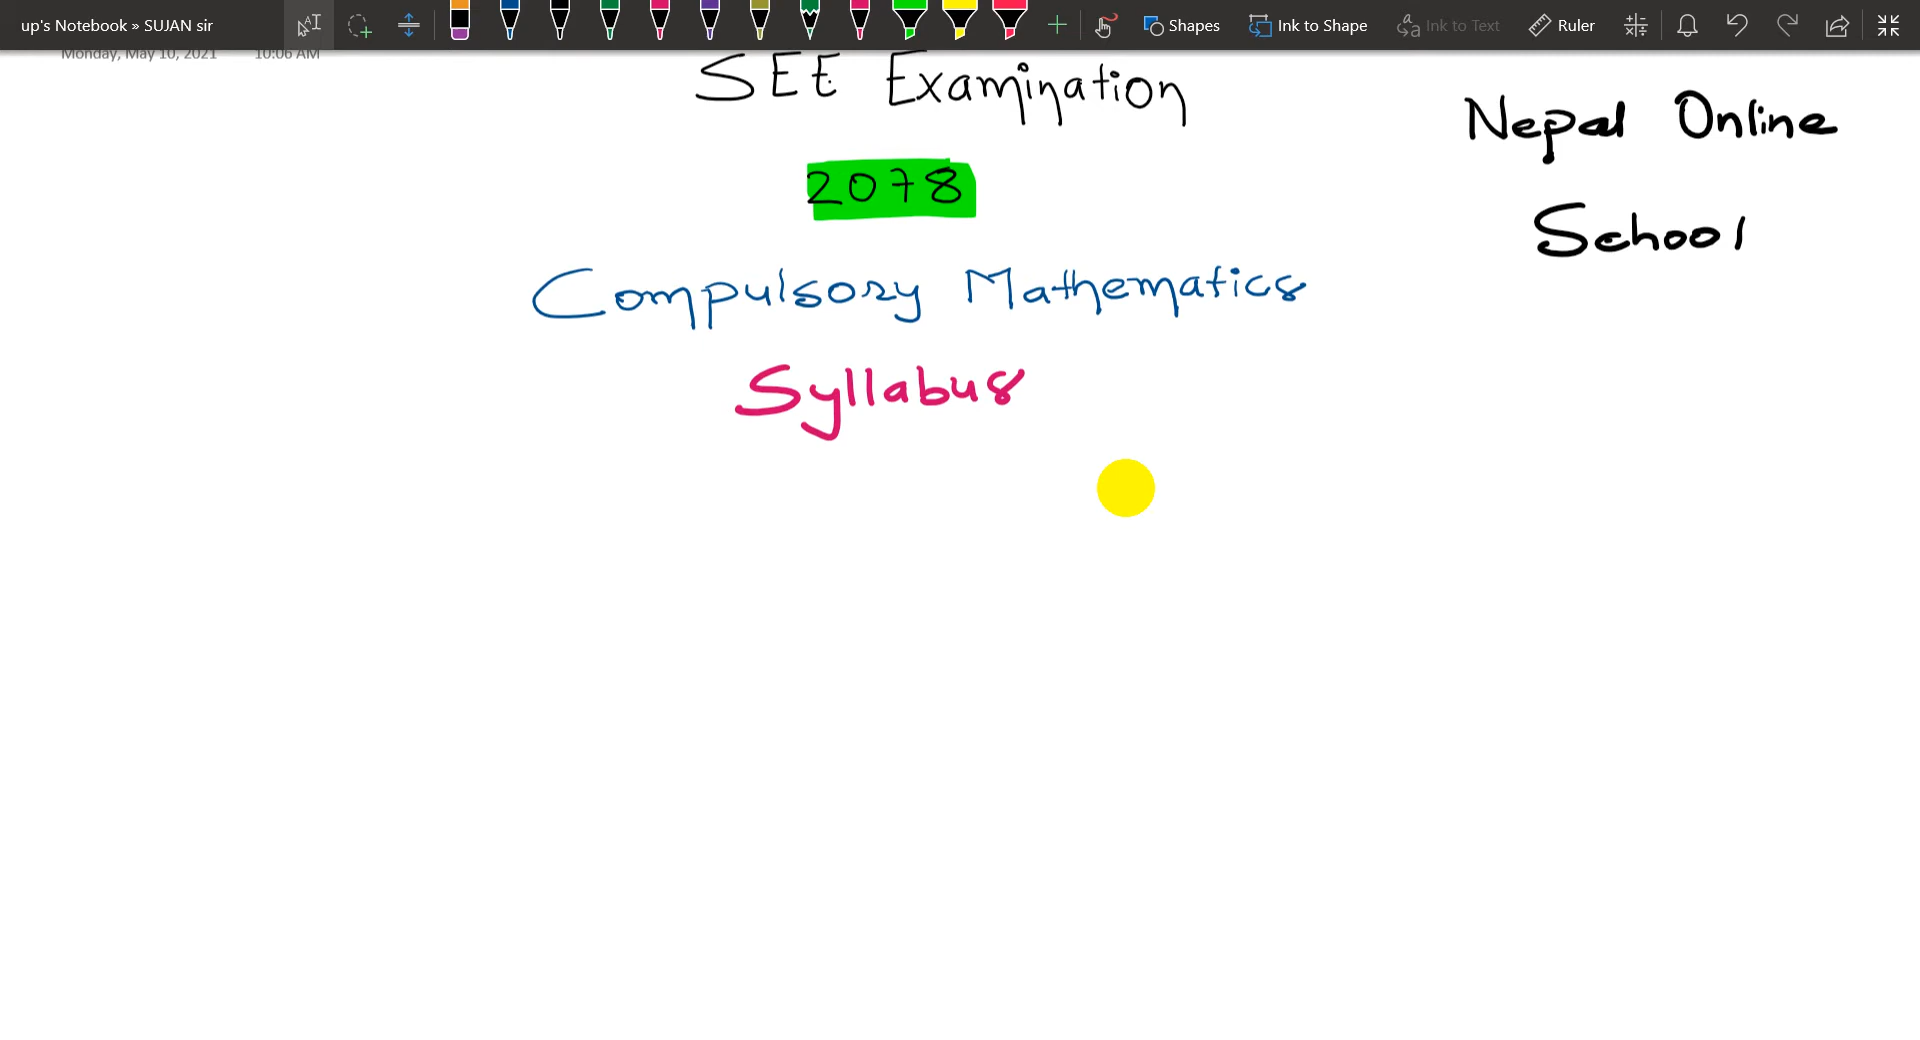 up's Notebook » SUJAN sir
Shapes
Ink to Shape
Ink to Text
Ruler
Monday, May 10, 2021 10:06 AM
SEE Examination
2078
Compulsory Mathematics
Syllabus
Nepal Online
School